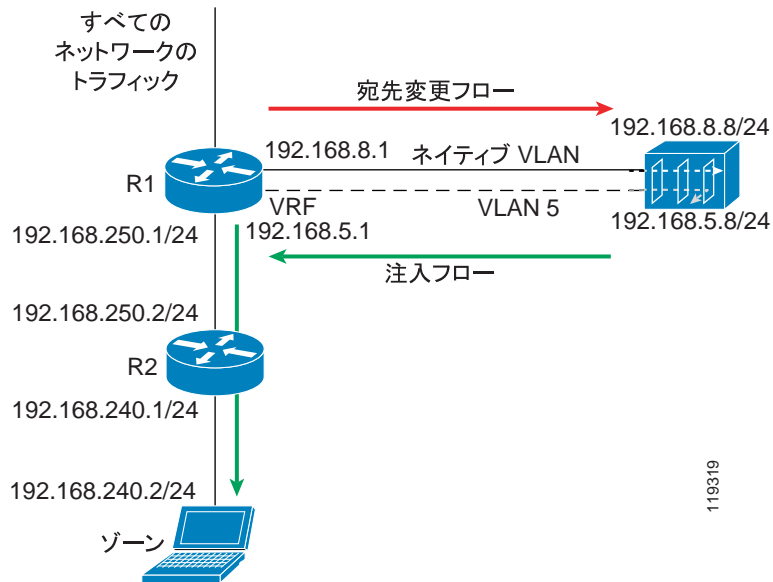 すべての
ネットワークの
トラフィック
宛先変更フロー
192.168.8.8/24
192.168.8.1
ネイティブ VLAN
R1
VRF
VLAN 5
192.168.5.8/24
192.168.250.1/24
192.168.5.1
注入フロー
192.168.250.2/24
R2
192.168.240.1/24
192.168.240.2/24
ゾーン
119319